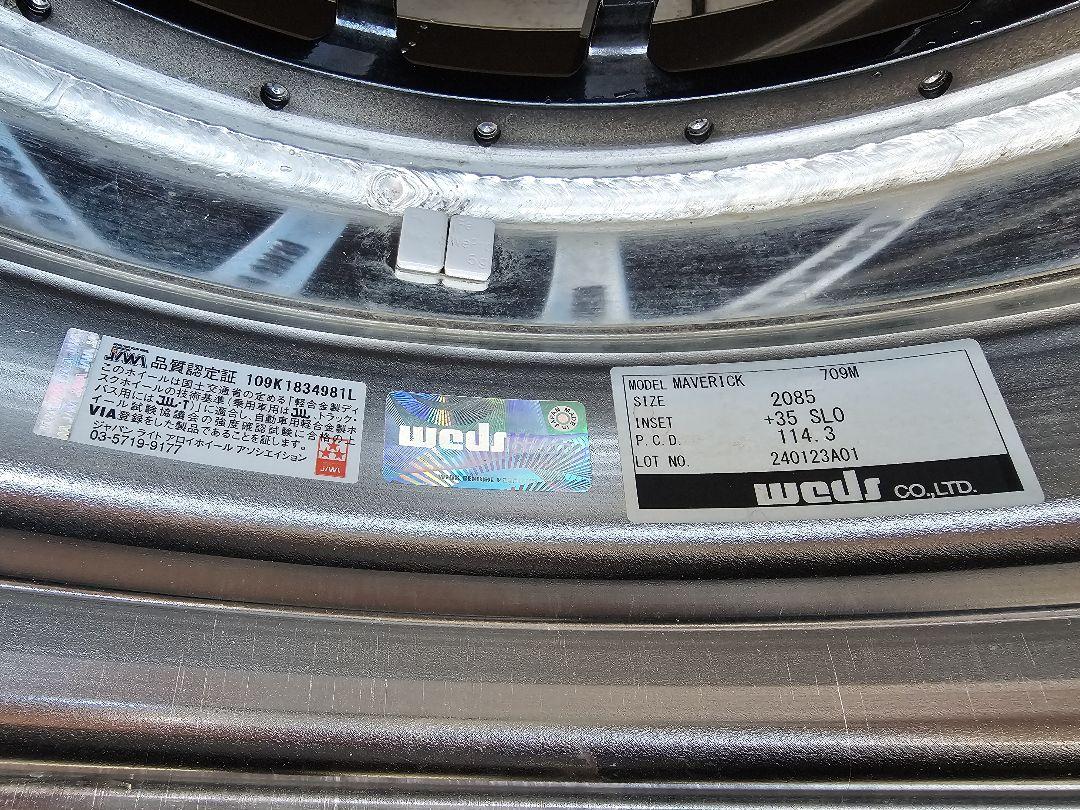 JAWA 品質認定証 109K1834981L
このホイールは国土交通省の定める「軽合金製ディ
スクホイールの技術基準(乗用車用はJWL、トラック、
バス用にはJWL-T)」に適合し、自動車用軽合金製ホ
イール試験協議会の強度確認試験に合格の上
VIA登録をした製品であることを証します。
ジャパン ライト アロイホイール アソシエイション
03-5719-9177
JAWA
weds
MODEL MAVERICK 709M
SIZE 2085
INSET +35 SLO
P.C.D. 114.3
LOT NO. 240123A01
weds CO.,LTD.
5g